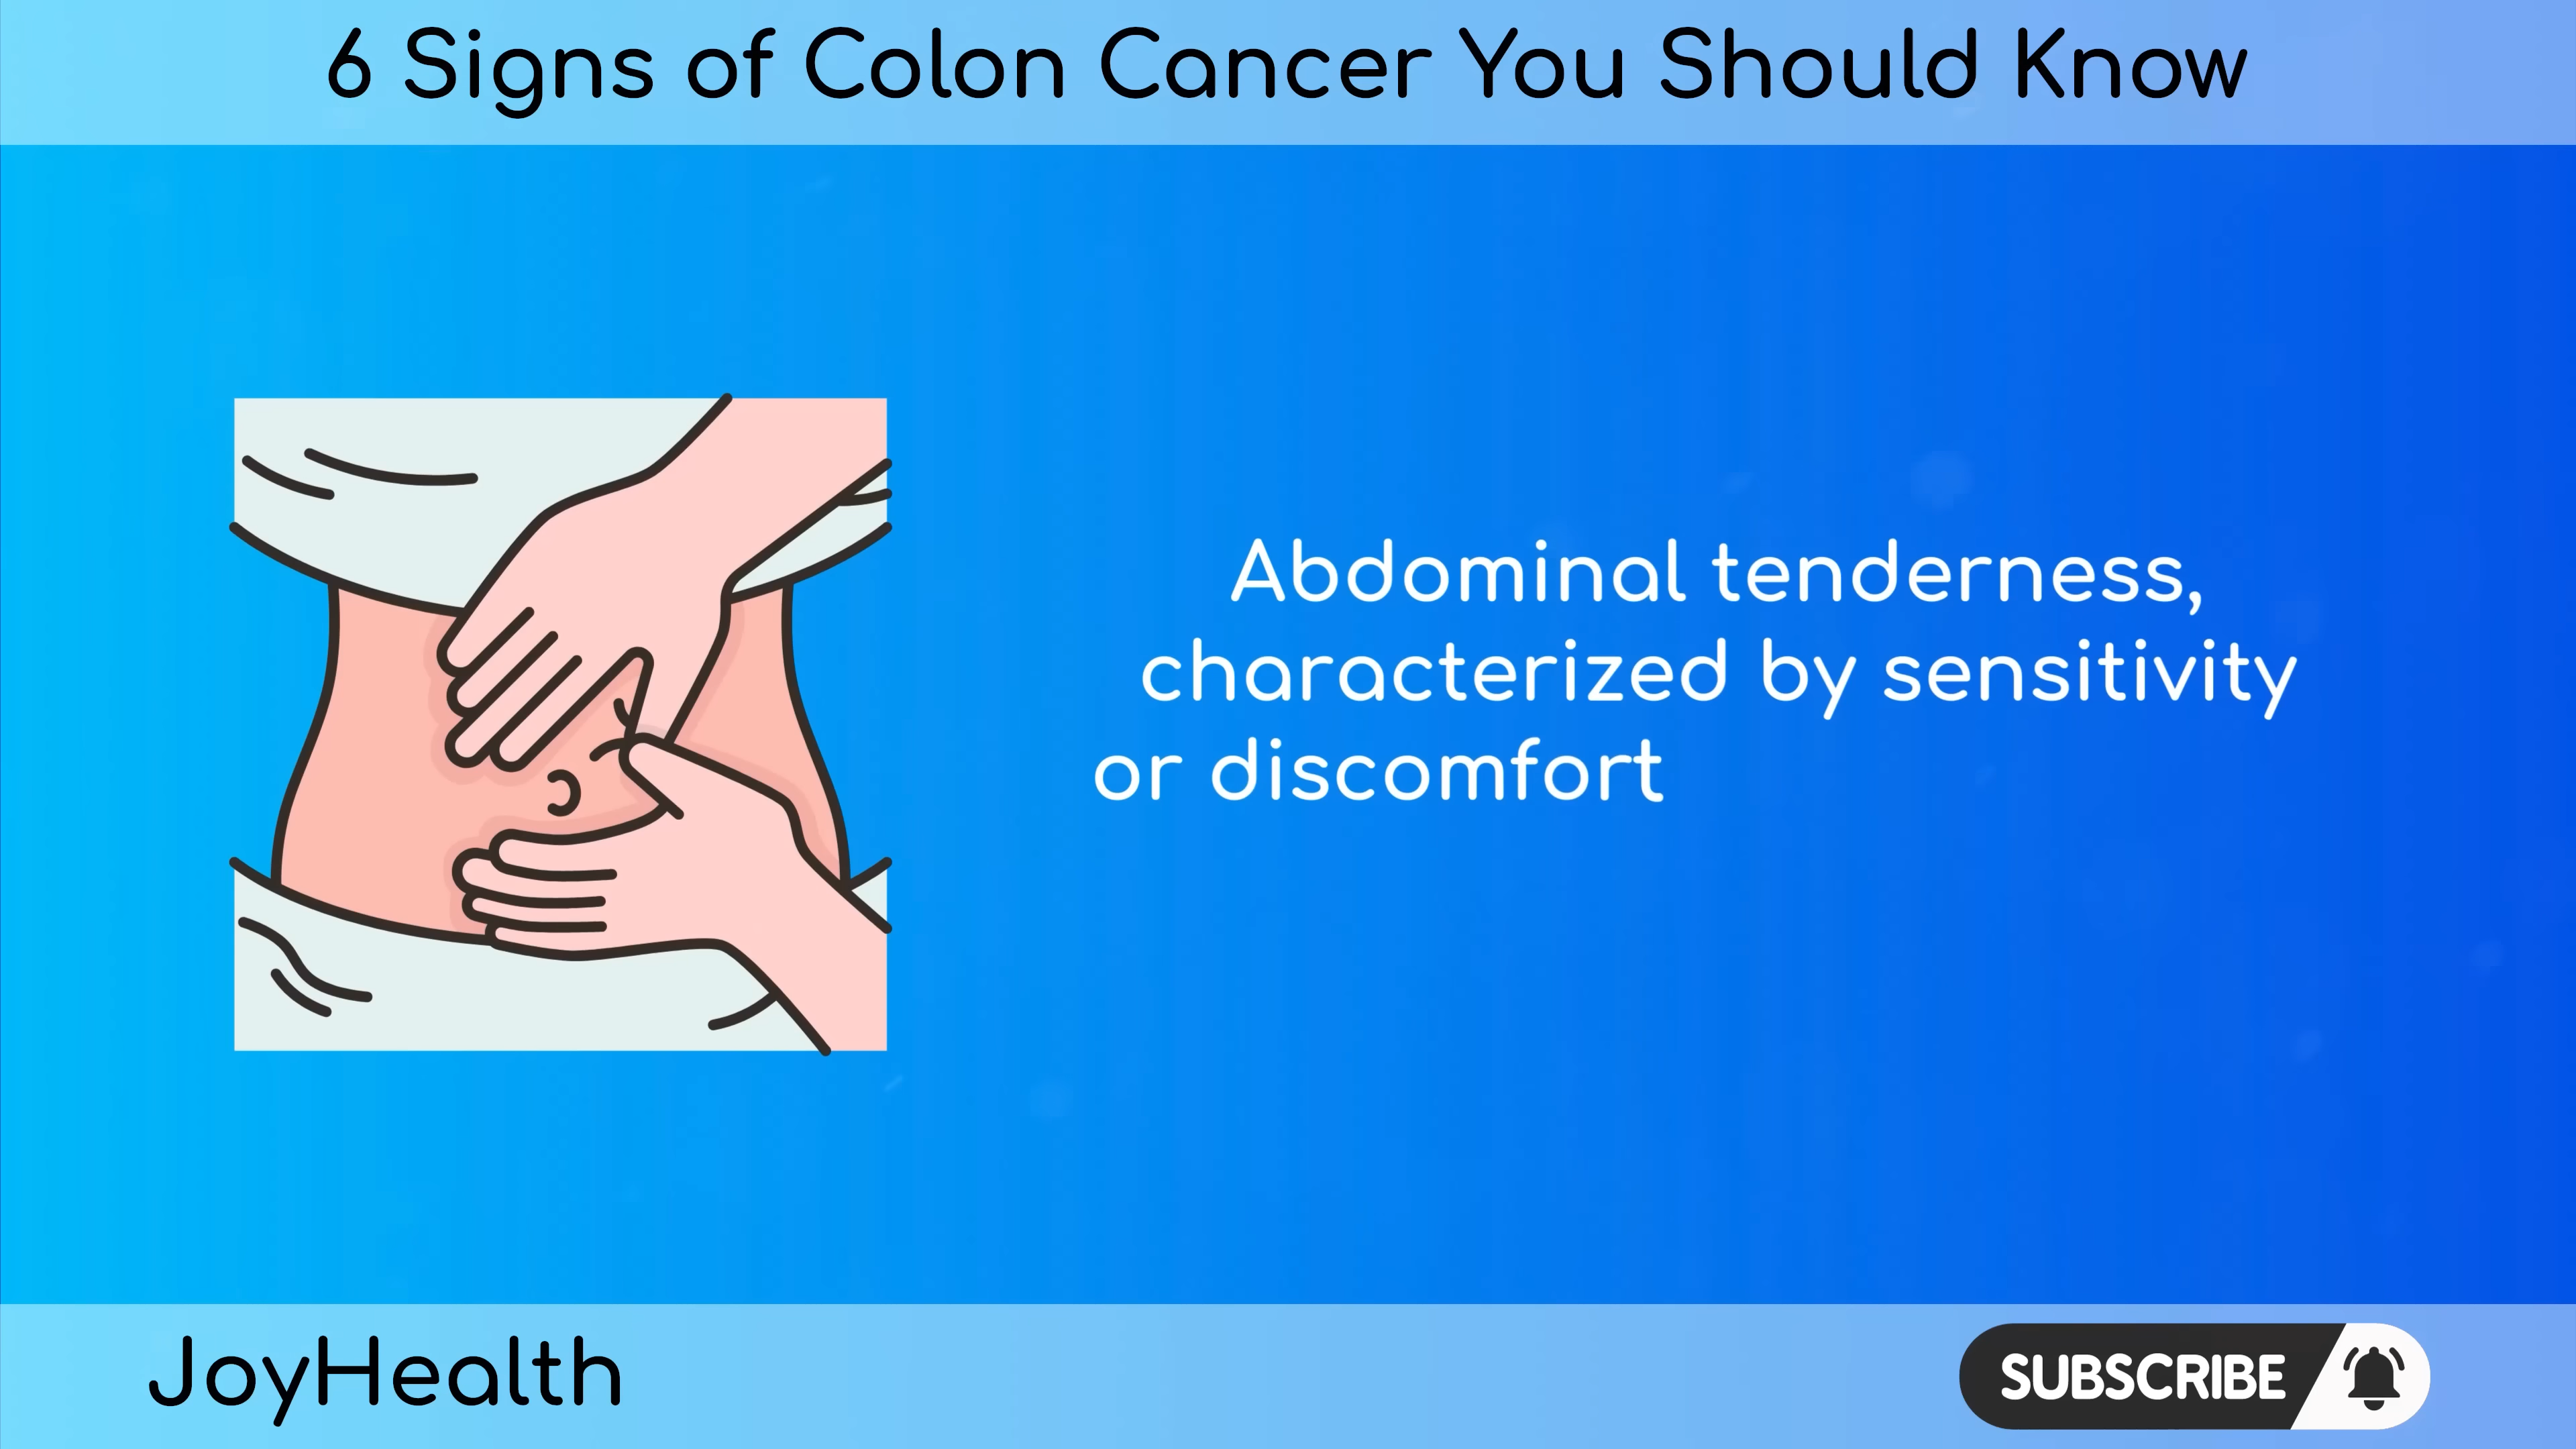 6 Signs of Colon Cancer You Should Know
Abdominal tenderness,
characterized by sensitivity
or discomfort
JoyHealth
SUBSCRIBE